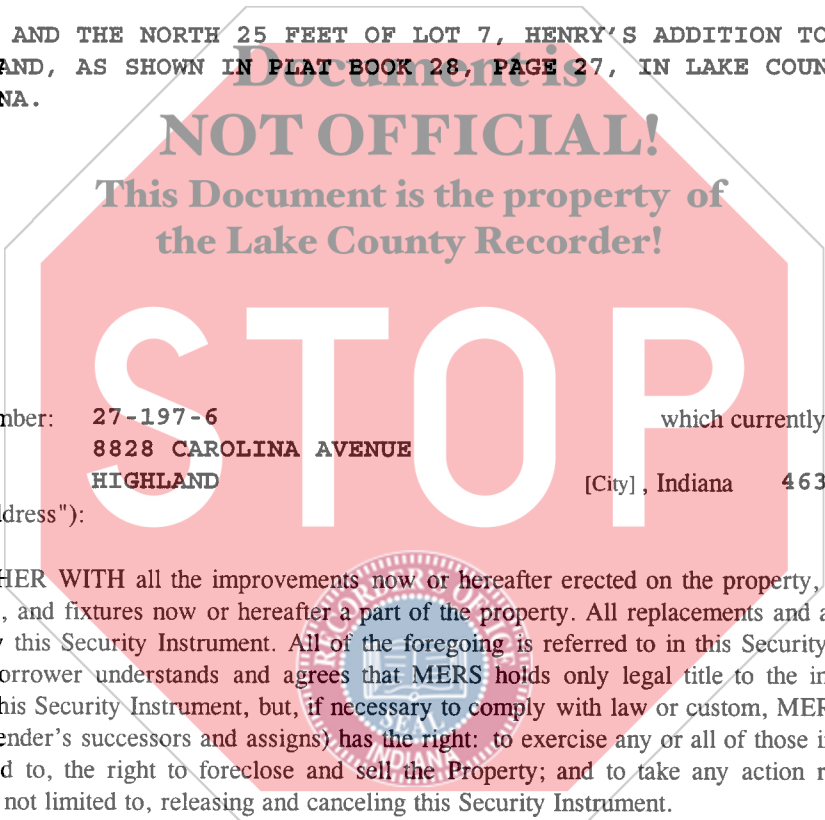 AND THE NORTH 25 FEET OF LOT 7, HENRY'S ADDITION TO
AND, AS SHOWN IN PLAT BOOK 28, PAGE 27, IN LAKE COUN
NA.
Document is
NOT OFFICIAL!
This Document is the property of
the Lake County Recorder!
STOP
mber: 27-197-6 which currently
8828 CAROLINA AVENUE
HIGHLAND [City] , Indiana 463
ddress"):
HER WITH all the improvements now or hereafter erected on the property,
, and fixtures now or hereafter a part of the property. All replacements and a
y this Security Instrument. All of the foregoing is referred to in this Security
orrower understands and agrees that MERS holds only legal title to the in
his Security Instrument, but, if necessary to comply with law or custom, MER
ender's successors and assigns) has the right: to exercise any or all of those i
d to, the right to foreclose and sell the Property; and to take any action r
not limited to, releasing and canceling this Security Instrument.
RECORDER'S OFFICE
SEAL
INDIANA